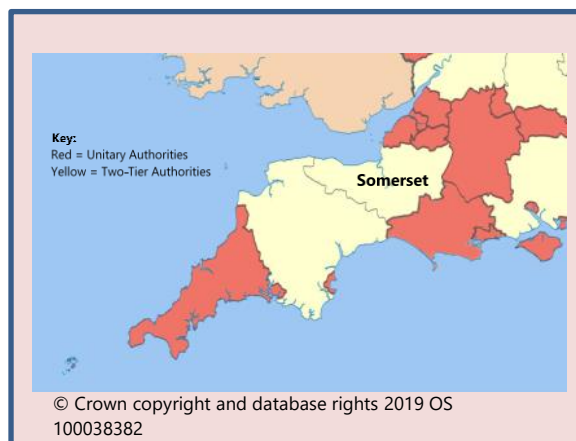 Key:
Red = Unitary Authorities
Yellow = Two-Tier Authorities
Somerset
© Crown copyright and database rights 2019 OS
100038382